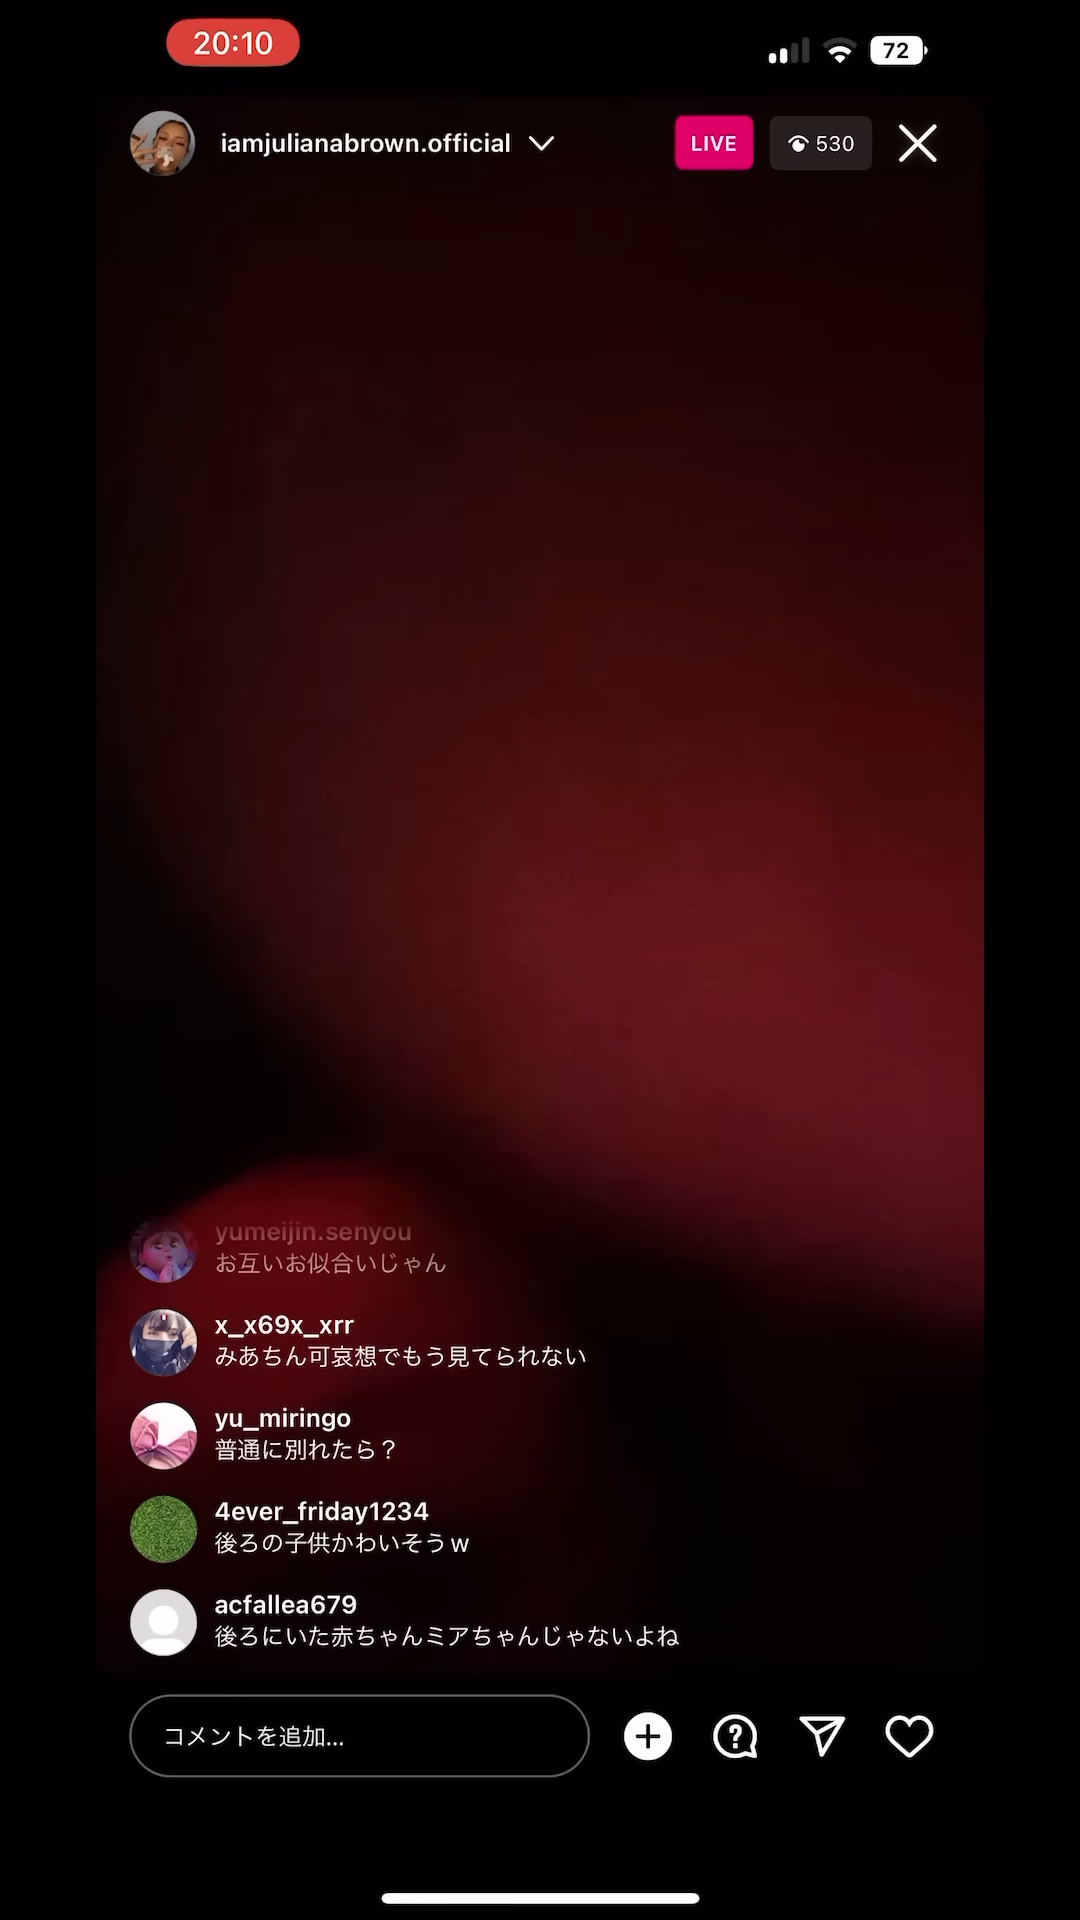 20:10
72
iamjulianabrown.official
LIVE
530
yumeijin.senyou
お互いお似合いじゃん
x_x69x_xrr
みあちん可哀想でもう見てられない
yu_miringo
普通に別れたら？
4ever_friday1234
後ろの子供かわいそうｗ
acfallea679
後ろにいた赤ちゃんミアちゃんじゃないよね
コメントを追加...